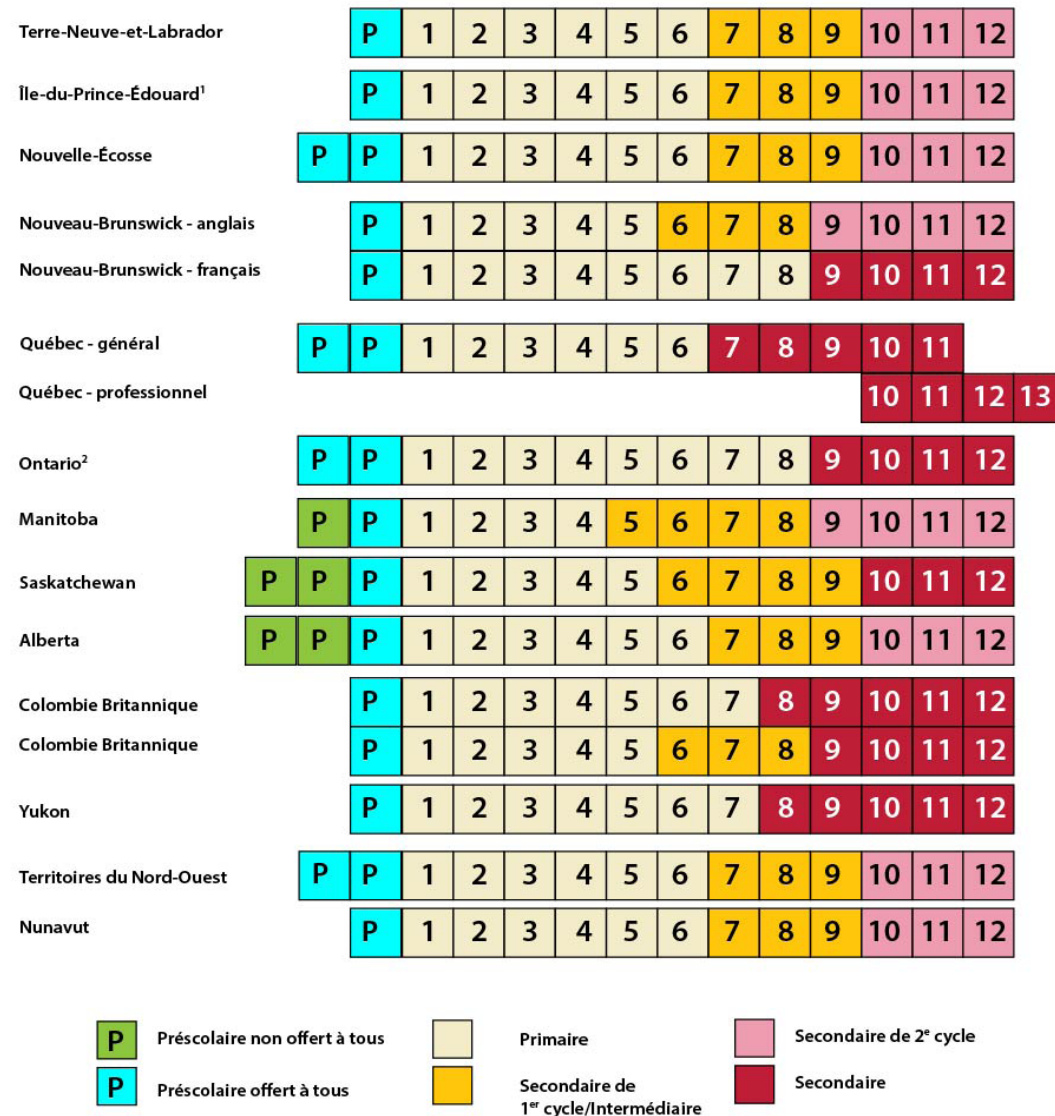 Terre-Neuve-et-Labrador P 1 2 3 4 5 6 7 8 9 10 11 12
Île-du-Prince-Édouard¹ P 1 2 3 4 5 6 7 8 9 10 11 12
Nouvelle-Écosse P P 1 2 3 4 5 6 7 8 9 10 11 12
Nouveau-Brunswick - anglais P 1 2 3 4 5 6 7 8 9 10 11 12
Nouveau-Brunswick - français P 1 2 3 4 5 6 7 8 9 10 11 12
Québec - général P P 1 2 3 4 5 6 7 8 9 10 11
Québec - professionnel 10 11 12 13
Ontario² P P 1 2 3 4 5 6 7 8 9 10 11 12
Manitoba P P 1 2 3 4 5 6 7 8 9 10 11 12
Saskatchewan P P P 1 2 3 4 5 6 7 8 9 10 11 12
Alberta P P P 1 2 3 4 5 6 7 8 9 10 11 12
Colombie Britannique P 1 2 3 4 5 6 7 8 9 10 11 12
Colombie Britannique P 1 2 3 4 5 6 7 8 9 10 11 12
Yukon P 1 2 3 4 5 6 7 8 9 10 11 12
Territoires du Nord-Ouest P P 1 2 3 4 5 6 7 8 9 10 11 12
Nunavut P 1 2 3 4 5 6 7 8 9 10 11 12
P Préscolaire non offert à tous
P Préscolaire offert à tous
Primaire
Secondaire de
1er cycle/Intermédiaire
Secondaire de 2e cycle
Secondaire